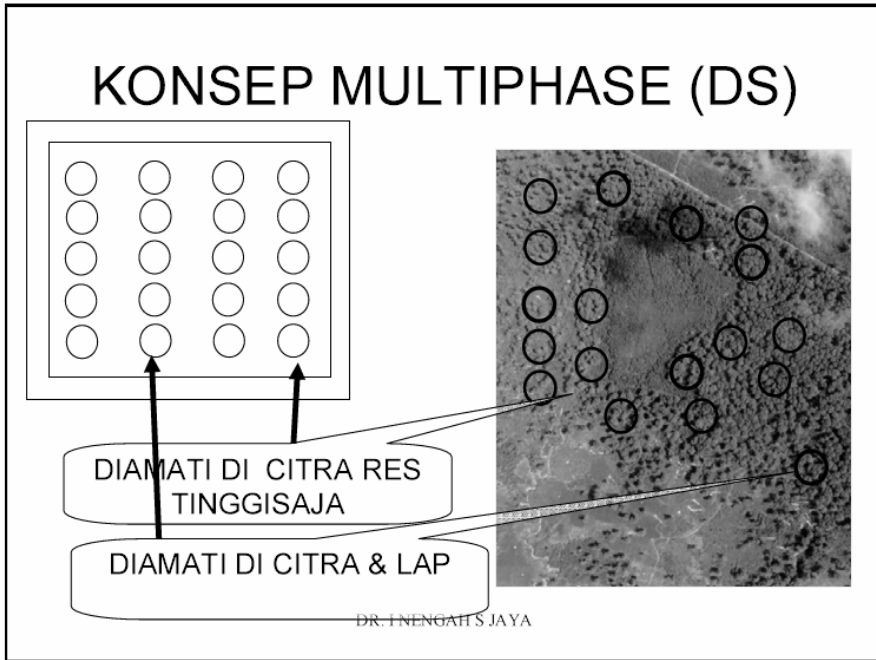 KONSEP MULTIPHASE (DS)
DIAMATI DI CITRA RES
TINGGISAJA
DIAMATI DI CITRA & LAP
DR. I NENGAH S JAYA